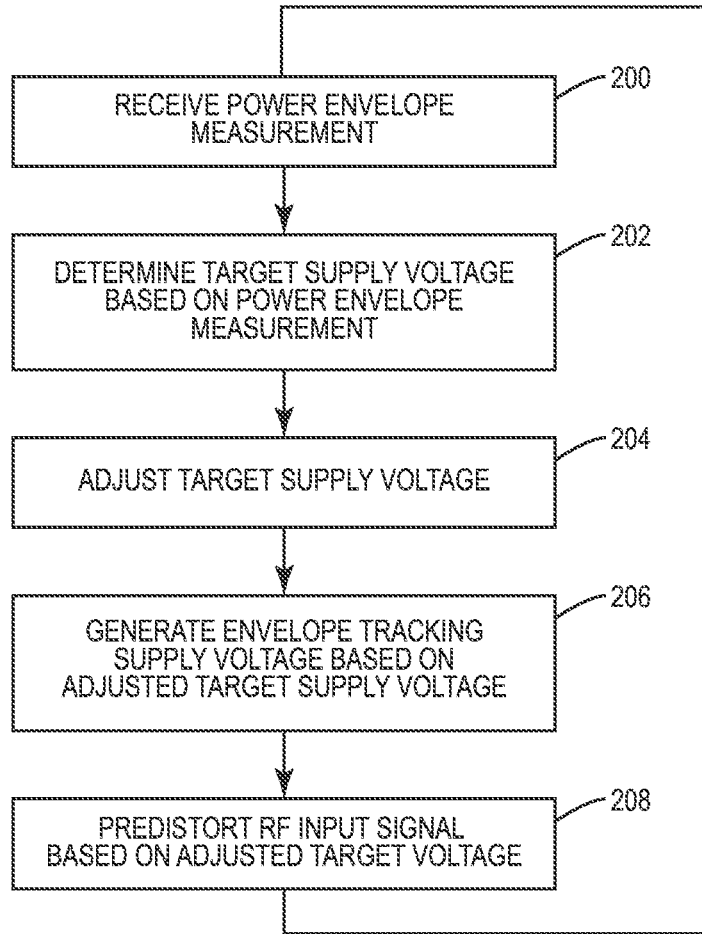 200
RECEIVE POWER ENVELOPE
MEASUREMENT
202
DETERMINE TARGET SUPPLY VOLTAGE
BASED ON POWER ENVELOPE
MEASUREMENT
204
ADJUST TARGET SUPPLY VOLTAGE
206
GENERATE ENVELOPE TRACKING
SUPPLY VOLTAGE BASED ON
ADJUSTED TARGET SUPPLY VOLTAGE
208
PREDISTORT RF INPUT SIGNAL
BASED ON ADJUSTED TARGET VOLTAGE